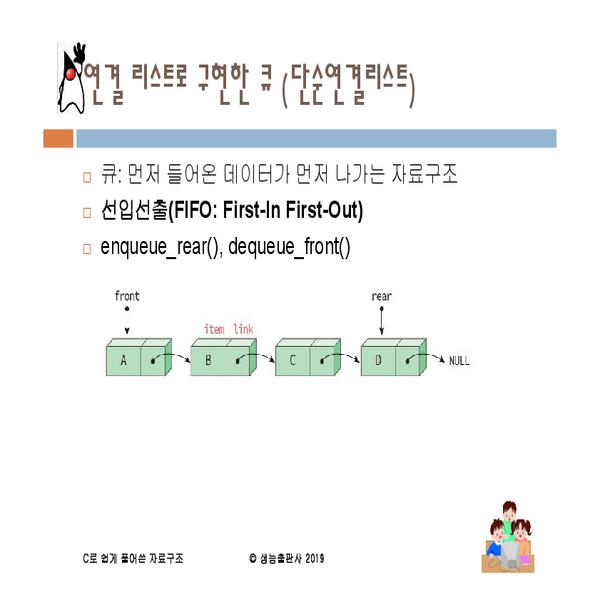 연결 리스트로 구현한 큐 (단순연결리스트)
큐: 먼저 들어온 데이터가 먼저 나가는 자료구조
선입선출(FIFO: First-In First-Out)
enqueue_rear(), dequeue_front()
front rear
item link
A B C D NULL
C로 쉽게 풀어쓴 자료구조 © 생능출판사 2019